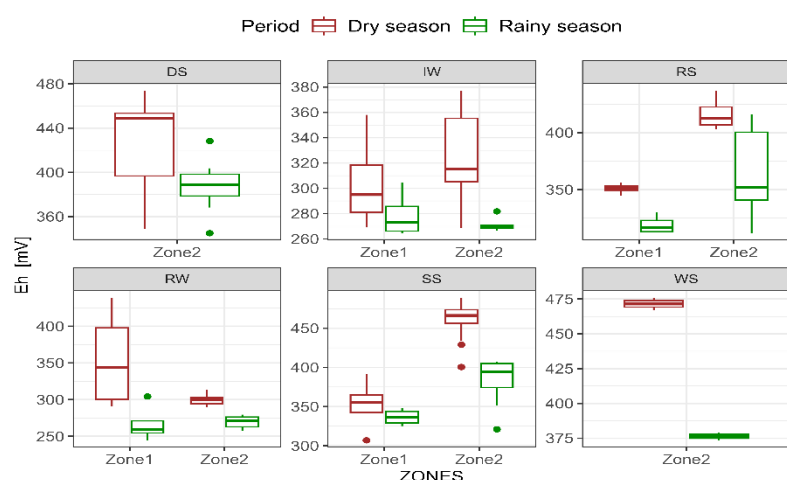 Period Dry season Rainy season
DS IW RS
480
440
400
360
380
360
340
320
300
280
260
400
350
Zone2
Zone1 Zone2
Zone1 Zone2
Eh [mV]
RW SS WS
400
350
300
250
450
400
350
300
475
450
425
400
375
Zone1 Zone2
Zone1 Zone2
Zone2
ZONES